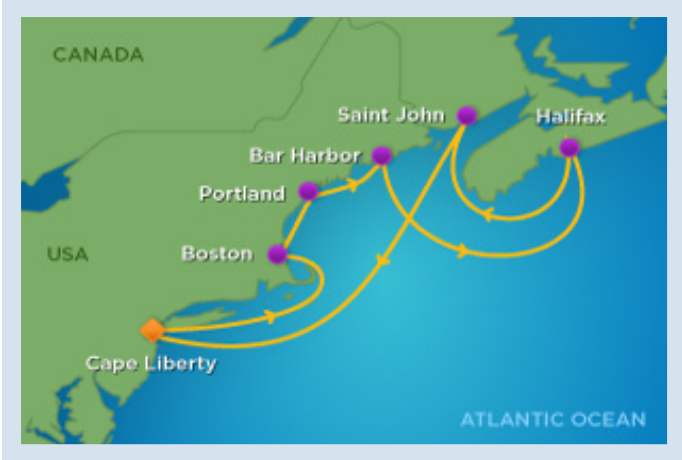 CANADA
Saint John
Halifax
Bar Harbor
Portland
USA
Boston
Cape Liberty
ATLANTIC OCEAN